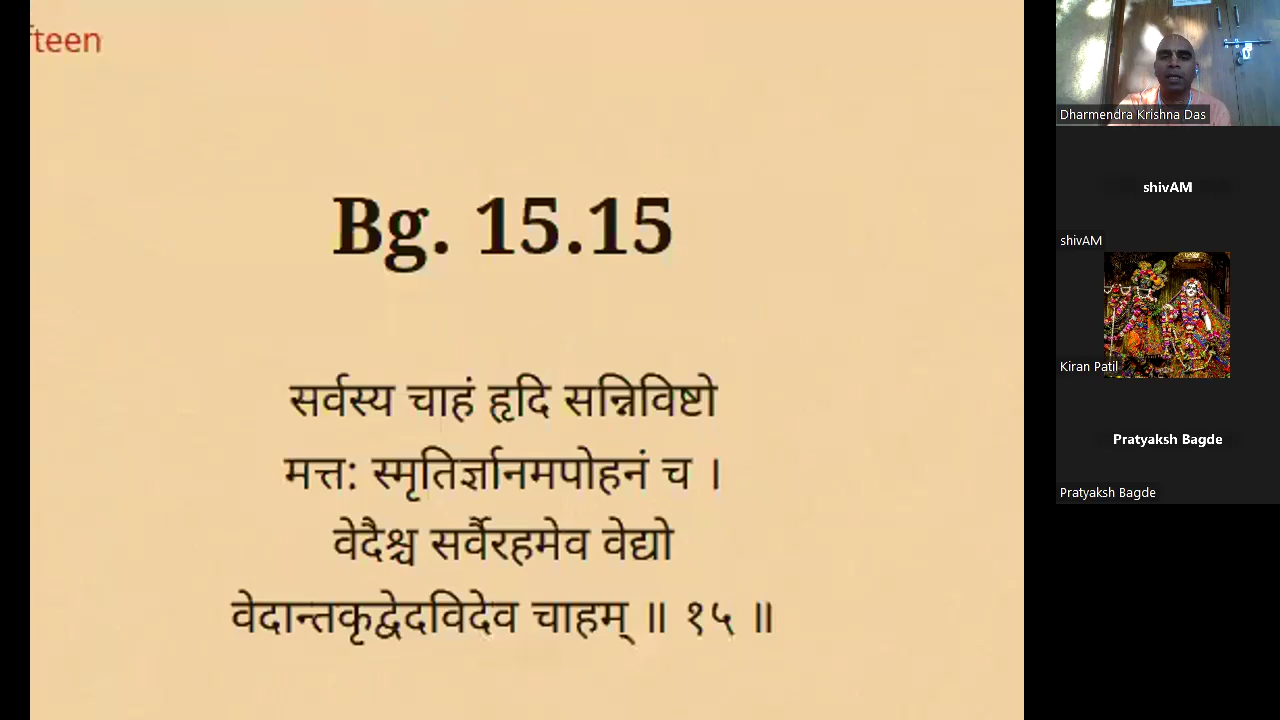 fteen
Bg. 15.15
सर्वस्य चाहं हृदि सन्निविष्टो
मत्त: स्मृतिर्ज्ञानमपोहनं च ।
वेदैश्च सर्वैरहमेव वेद्यो
वेदान्तकृद्वेदविदेव चाहम् ॥ १५ ॥
Dharmendra Krishna Das
shivAM
shivAM
Kiran Patil
Pratyaksh Bagde
Pratyaksh Bagde